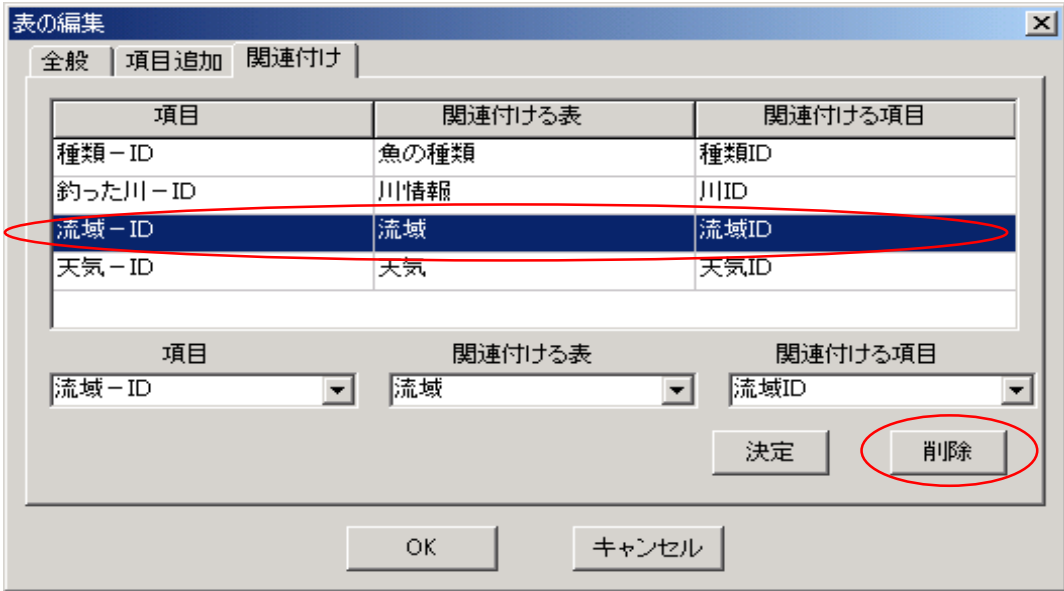 表の編集
全般 項目追加 関連付け
項目 関連付ける表 関連付ける項目
種類－ID 魚の種類 種類ID
釣った川－ID 川情報 川ID
流域－ID 流域 流域ID
天気－ID 天気 天気ID
項目 関連付ける表 関連付ける項目
流域－ID 流域 流域ID
決定 削除
OK キャンセル